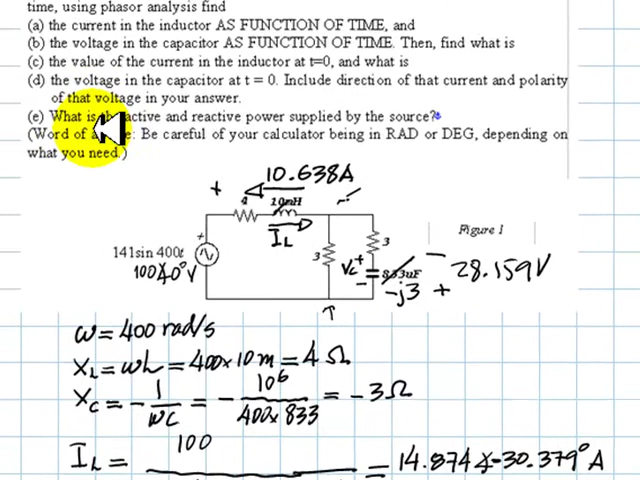 time, using phasor analysis find
(a) the current in the inductor AS FUNCTION OF TIME, and
(b) the voltage in the capacitor AS FUNCTION OF TIME. Then, find what is
(c) the value of the current in the inductor at t=0, and what is
(d) the voltage in the capacitor at t = 0. Include direction of that current and polarity
of that voltage in your answer.
(e) What is active and reactive power supplied by the source?
(Word of Be careful of your calculator being in RAD or DEG, depending on
what you need.)
10.638A
+
4 10mH
I_L
Figure 1
3
+
141sin 400t
100∡0° V
3
Vc + 833uF
- -j3
- 28.159V +
ω = 400 rad/s
X_L = ωL = 400x10m = 4 Ω
X_C = - 1/ωC = - 10^6/400x833 = -3Ω
I_L = 100 = 14.874∡-30.379° A